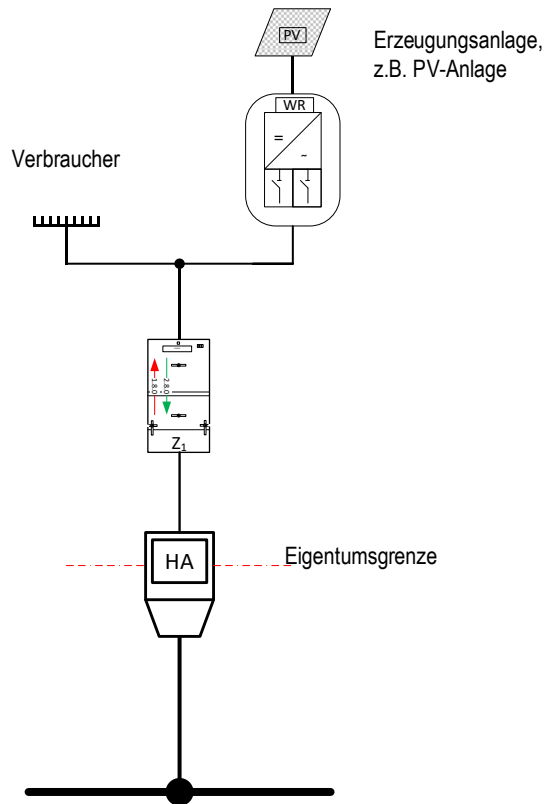 PV
Erzeugungsanlage,
z.B. PV-Anlage
WR
=
~
Verbraucher
1.8.0
2.8.0
Z₁
HA
Eigentumsgrenze